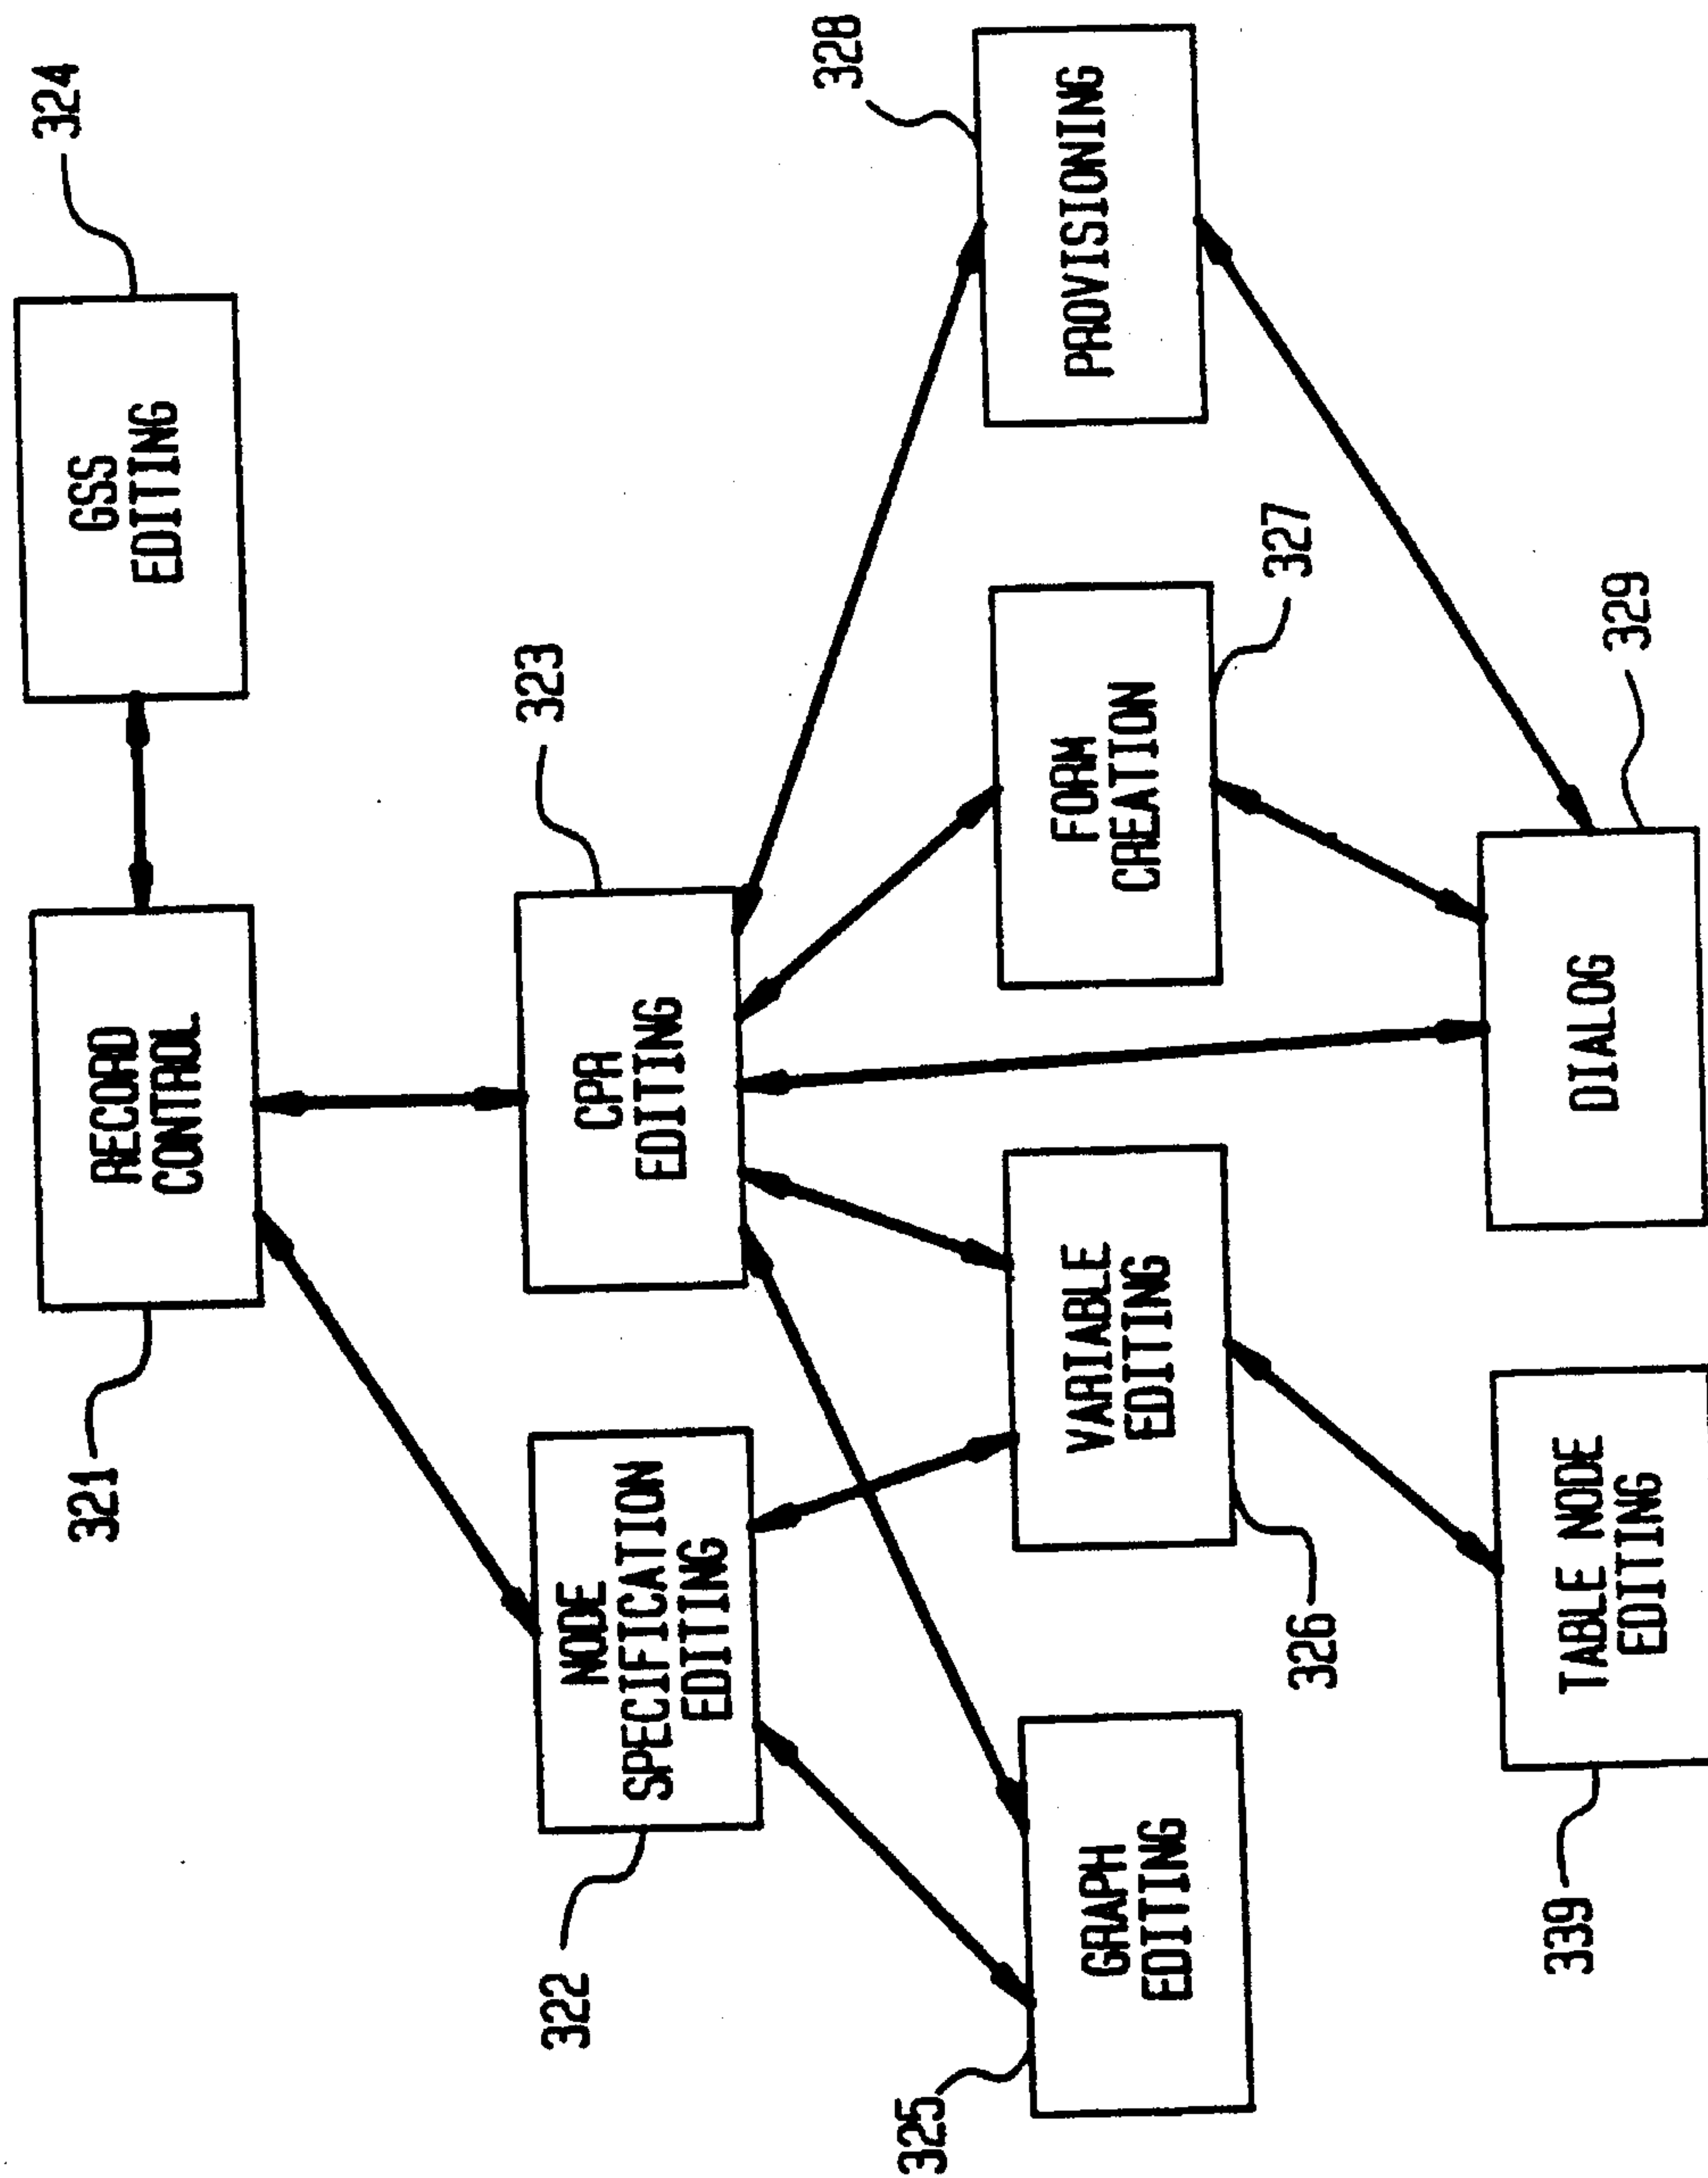 324
GSS
EDITING
RECORD
CONTROL
321
323
CPR
EDITING
NODE
SPECIFICATION
EDITING
322
328
PROVISIONING
FORM
CREATION
327
VARIABLE
EDITING
326
GRAPH
EDITING
325
329
DIALOG
TABLE NODE
EDITING
339